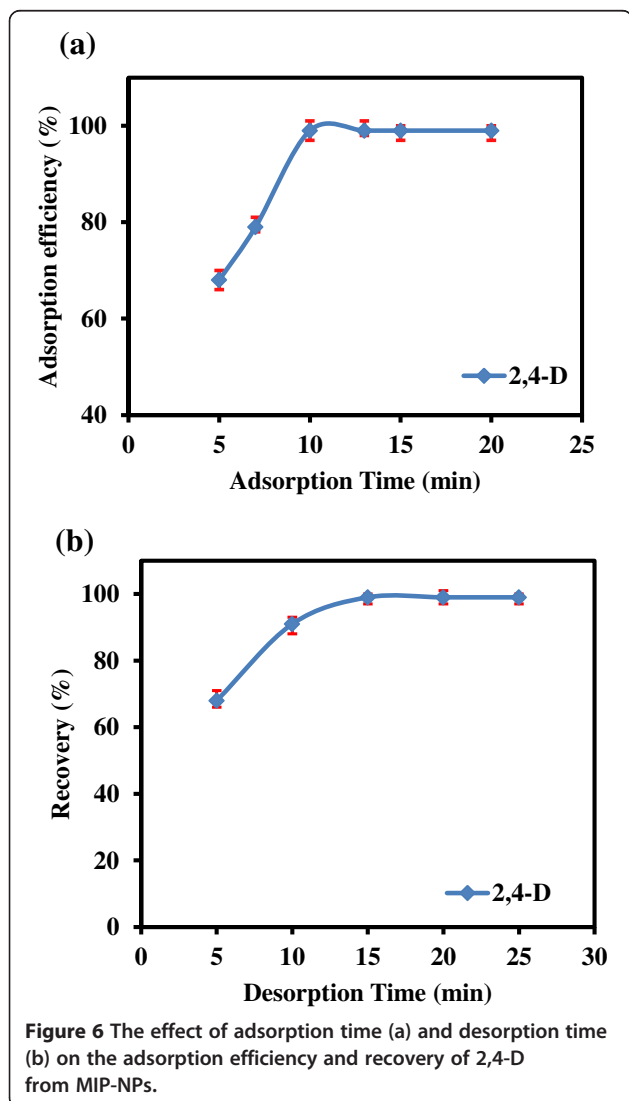 (a)
Adsorption efficiency (%)
100
80
60
40
2,4-D
0 5 10 15 20 25
Adsorption Time (min)
(b)
Recovery (%)
100
80
60
40
20
0
2,4-D
0 5 10 15 20 25 30
Desorption Time (min)
Figure 6 The effect of adsorption time (a) and desorption time
(b) on the adsorption efficiency and recovery of 2,4-D
from MIP-NPs.